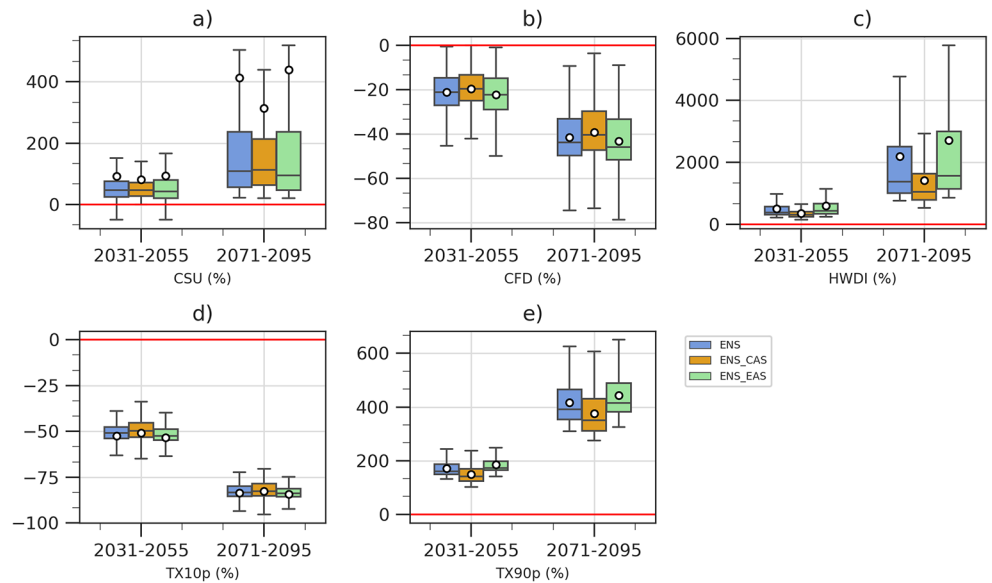 a)
400
200
0
2031-2055
2071-2095
CSU (%)
b)
0
−20
−40
−60
−80
2031-2055
2071-2095
CFD (%)
c)
6000
4000
2000
0
2031-2055
2071-2095
HWDI (%)
d)
0
−25
−50
−75
−100
2031-2055
2071-2095
TX10p (%)
e)
600
400
200
0
2031-2055
2071-2095
TX90p (%)
ENS
ENS_CAS
ENS_EAS